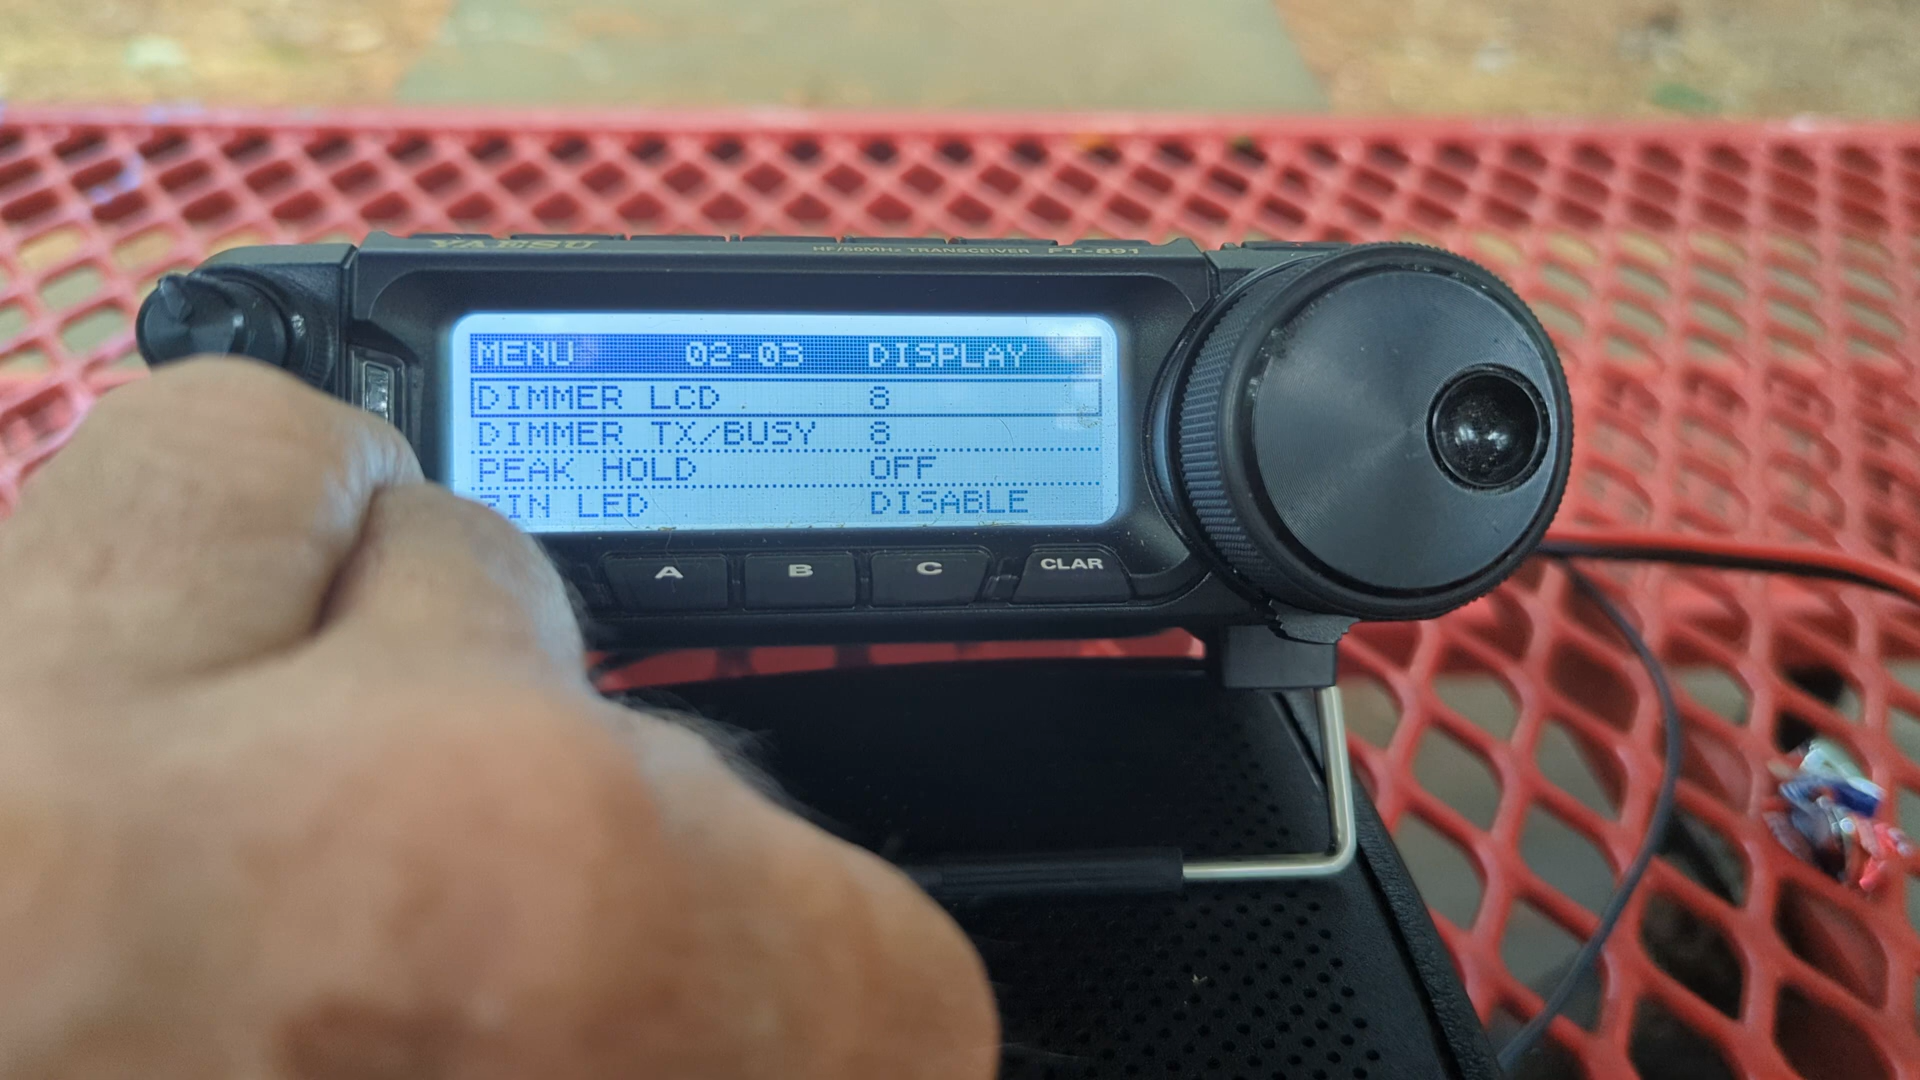 YAESU HF/50MHz TRANSCEIVER FT-891
MENU 02-03 DISPLAY
DIMMER LCD 8
DIMMER TX/BUSY 8
PEAK HOLD OFF
ZIN LED DISABLE
A B C CLAR